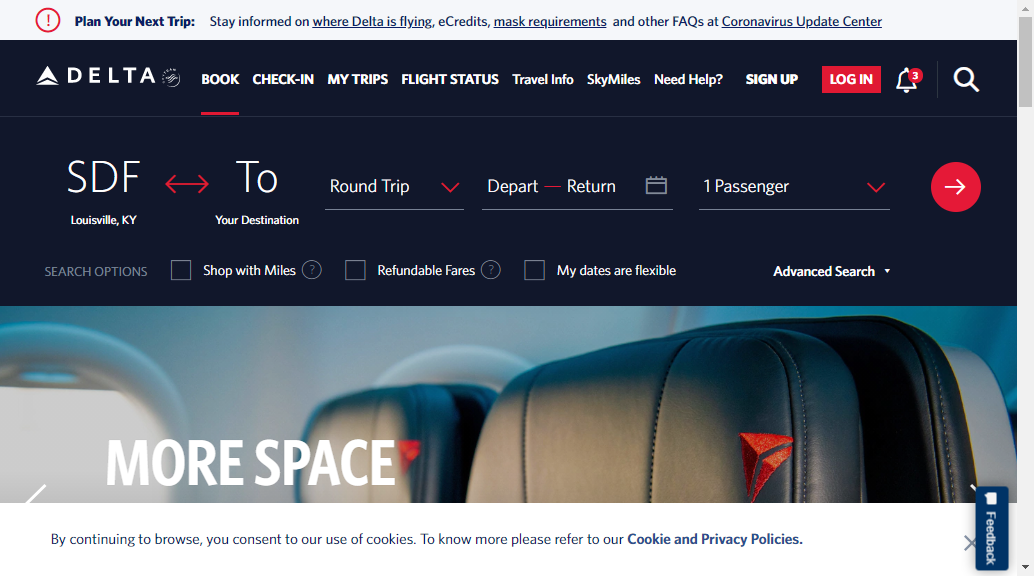 Plan Your Next Trip: Stay informed on where Delta is flying, eCredits, mask requirements and other FAQs at Coronavirus Update Center
DELTA BOOK CHECK-IN MY TRIPS FLIGHT STATUS Travel Info SkyMiles Need Help? SIGN UP LOG IN 3
SDF To Round Trip Depart — Return 1 Passenger
Louisville, KY Your Destination
SEARCH OPTIONS Shop with Miles ? Refundable Fares ? My dates are flexible Advanced Search
MORE SPACE
By continuing to browse, you consent to our use of cookies. To know more please refer to our Cookie and Privacy Policies.
Feedback